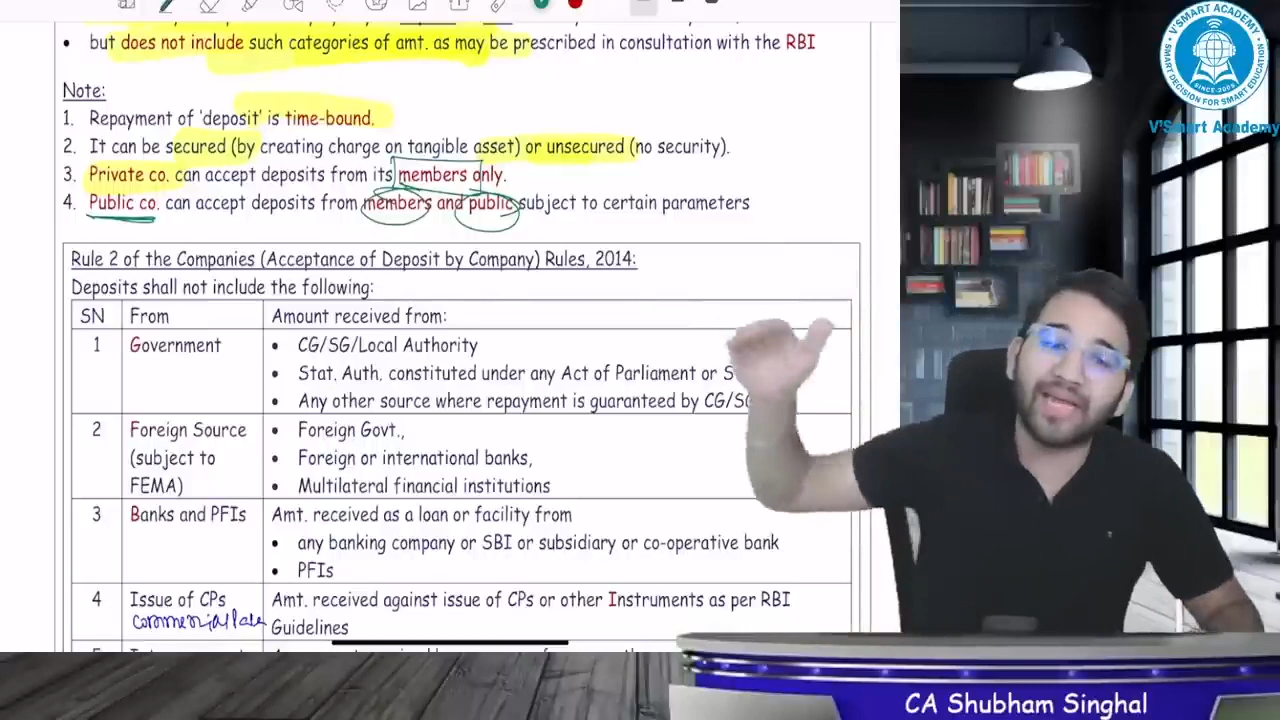 • but does not include such categories of amt. as may be prescribed in consultation with the RBI
Note:
1. Repayment of 'deposit' is time-bound.
2. It can be secured (by creating charge on tangible asset) or unsecured (no security).
3. Private co. can accept deposits from its members only.
4. Public co. can accept deposits from members and public subject to certain parameters
Rule 2 of the Companies (Acceptance of Deposit by Company) Rules, 2014:
Deposits shall not include the following:
SN From Amount received from:
1 Government • CG/SG/Local Authority
• Stat. Auth. constituted under any Act of Parliament or
• Any other source where repayment is guaranteed by CG/SG
2 Foreign Source • Foreign Govt.,
(subject to • Foreign or international banks,
FEMA) • Multilateral financial institutions
3 Banks and PFIs Amt. received as a loan or facility from
• any banking company or SBI or subsidiary or co-operative bank
• PFIs
4 Issue of CPs Amt. received against issue of CPs or other Instruments as per RBI
commercial Guidelines
V'SMART ACADEMY
SMART DECISION FOR SMART EDUCATION
V'Smart Academy
CA Shubham Singhal